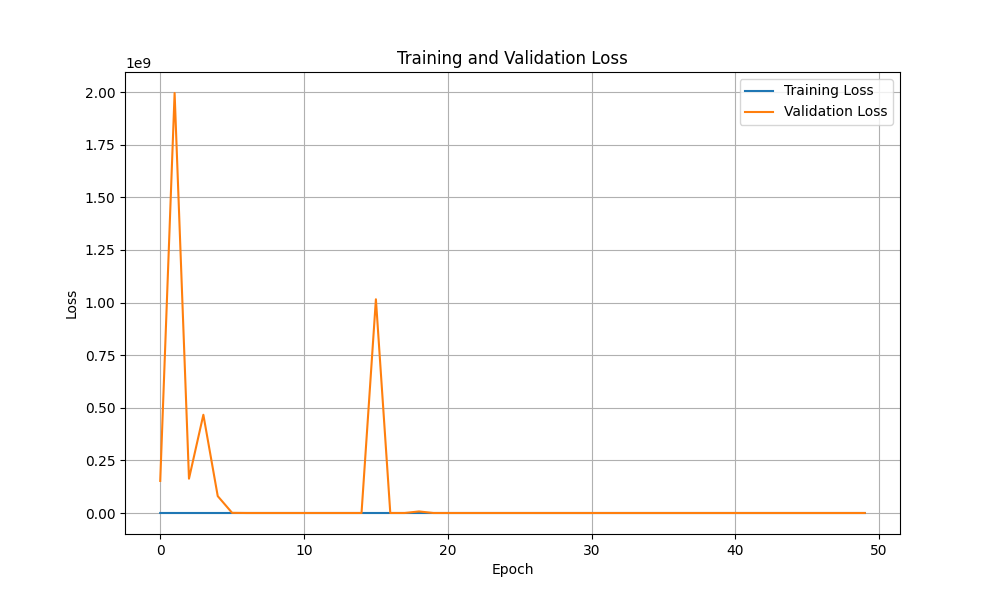 Training and Validation Loss
1e9
Training Loss
Validation Loss
2.00
1.75
1.50
1.25
1.00
0.75
0.50
0.25
0.00
Loss
0 10 20 30 40 50
Epoch